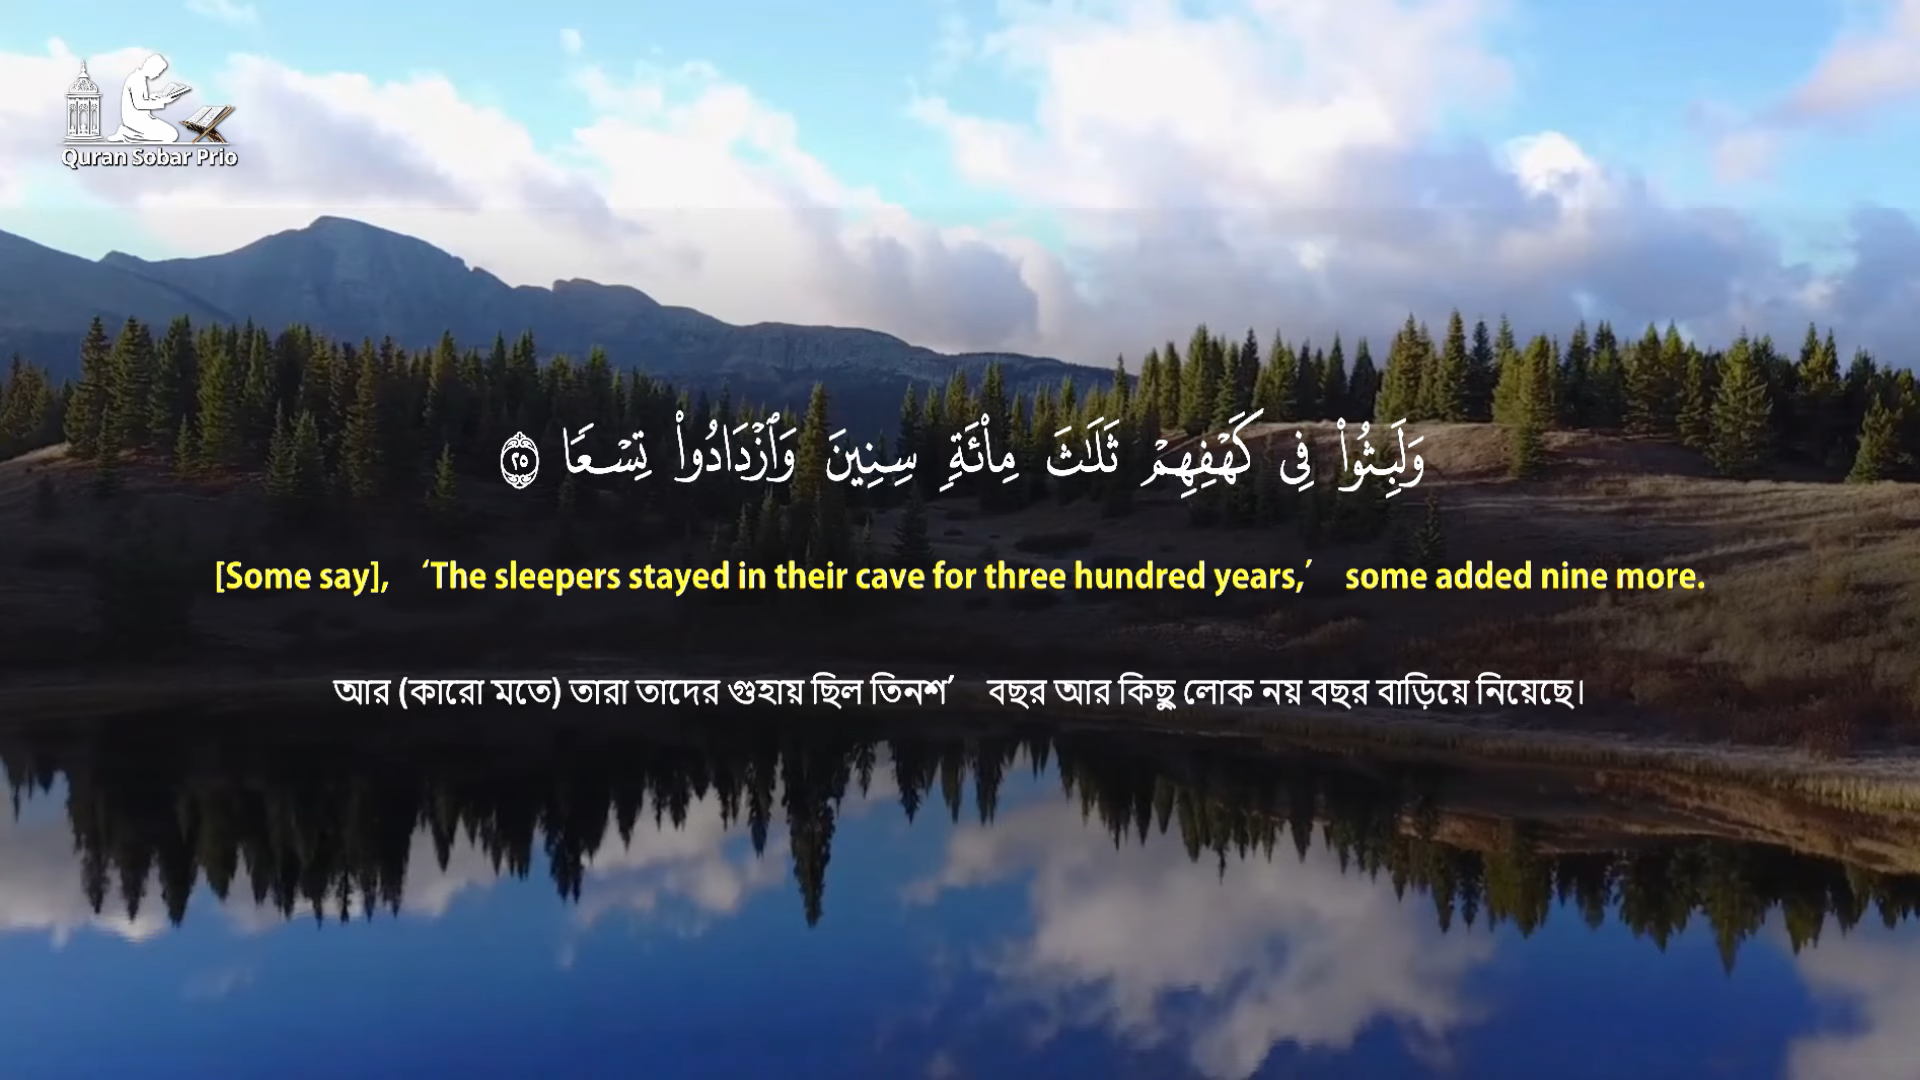 Quran Sobar Prio
وَلَبِثُوا۟ فِى كَهْفِهِمْ ثَلَـٰثَ مِا۟ئَةٍ سِنِينَ وَٱزْدَادُوا۟ تِسْعًا ٢٥
[Some say], ‘The sleepers stayed in their cave for three hundred years,’ some added nine more.
আর (কারো মতে) তারা তাদের গুহায় ছিল তিনশ’ বছর আর কিছু লোক নয় বছর বাড়িয়ে নিয়েছে।